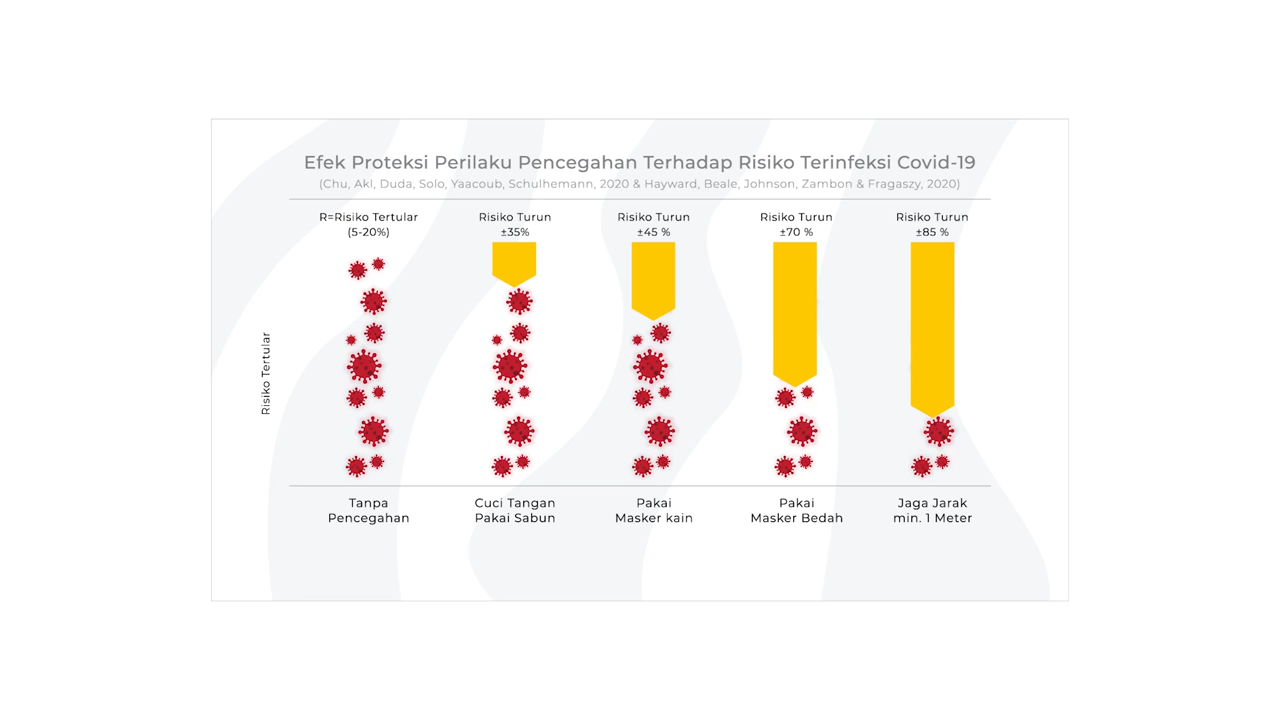 Efek Proteksi Perilaku Pencegahan Terhadap Risiko Terinfeksi Covid-19
(Chu, Akl, Duda, Solo, Yaacoub, Schulhemann, 2020 & Hayward, Beale, Johnson, Zambon & Fragaszy, 2020)
R=Risiko Tertular
(5-20%)
Risiko Turun
±35%
Risiko Turun
±45 %
Risiko Turun
±70 %
Risiko Turun
±85 %
Risiko Tertular
Tanpa
Pencegahan
Cuci Tangan
Pakai Sabun
Pakai
Masker kain
Pakai
Masker Bedah
Jaga Jarak
min. 1 Meter